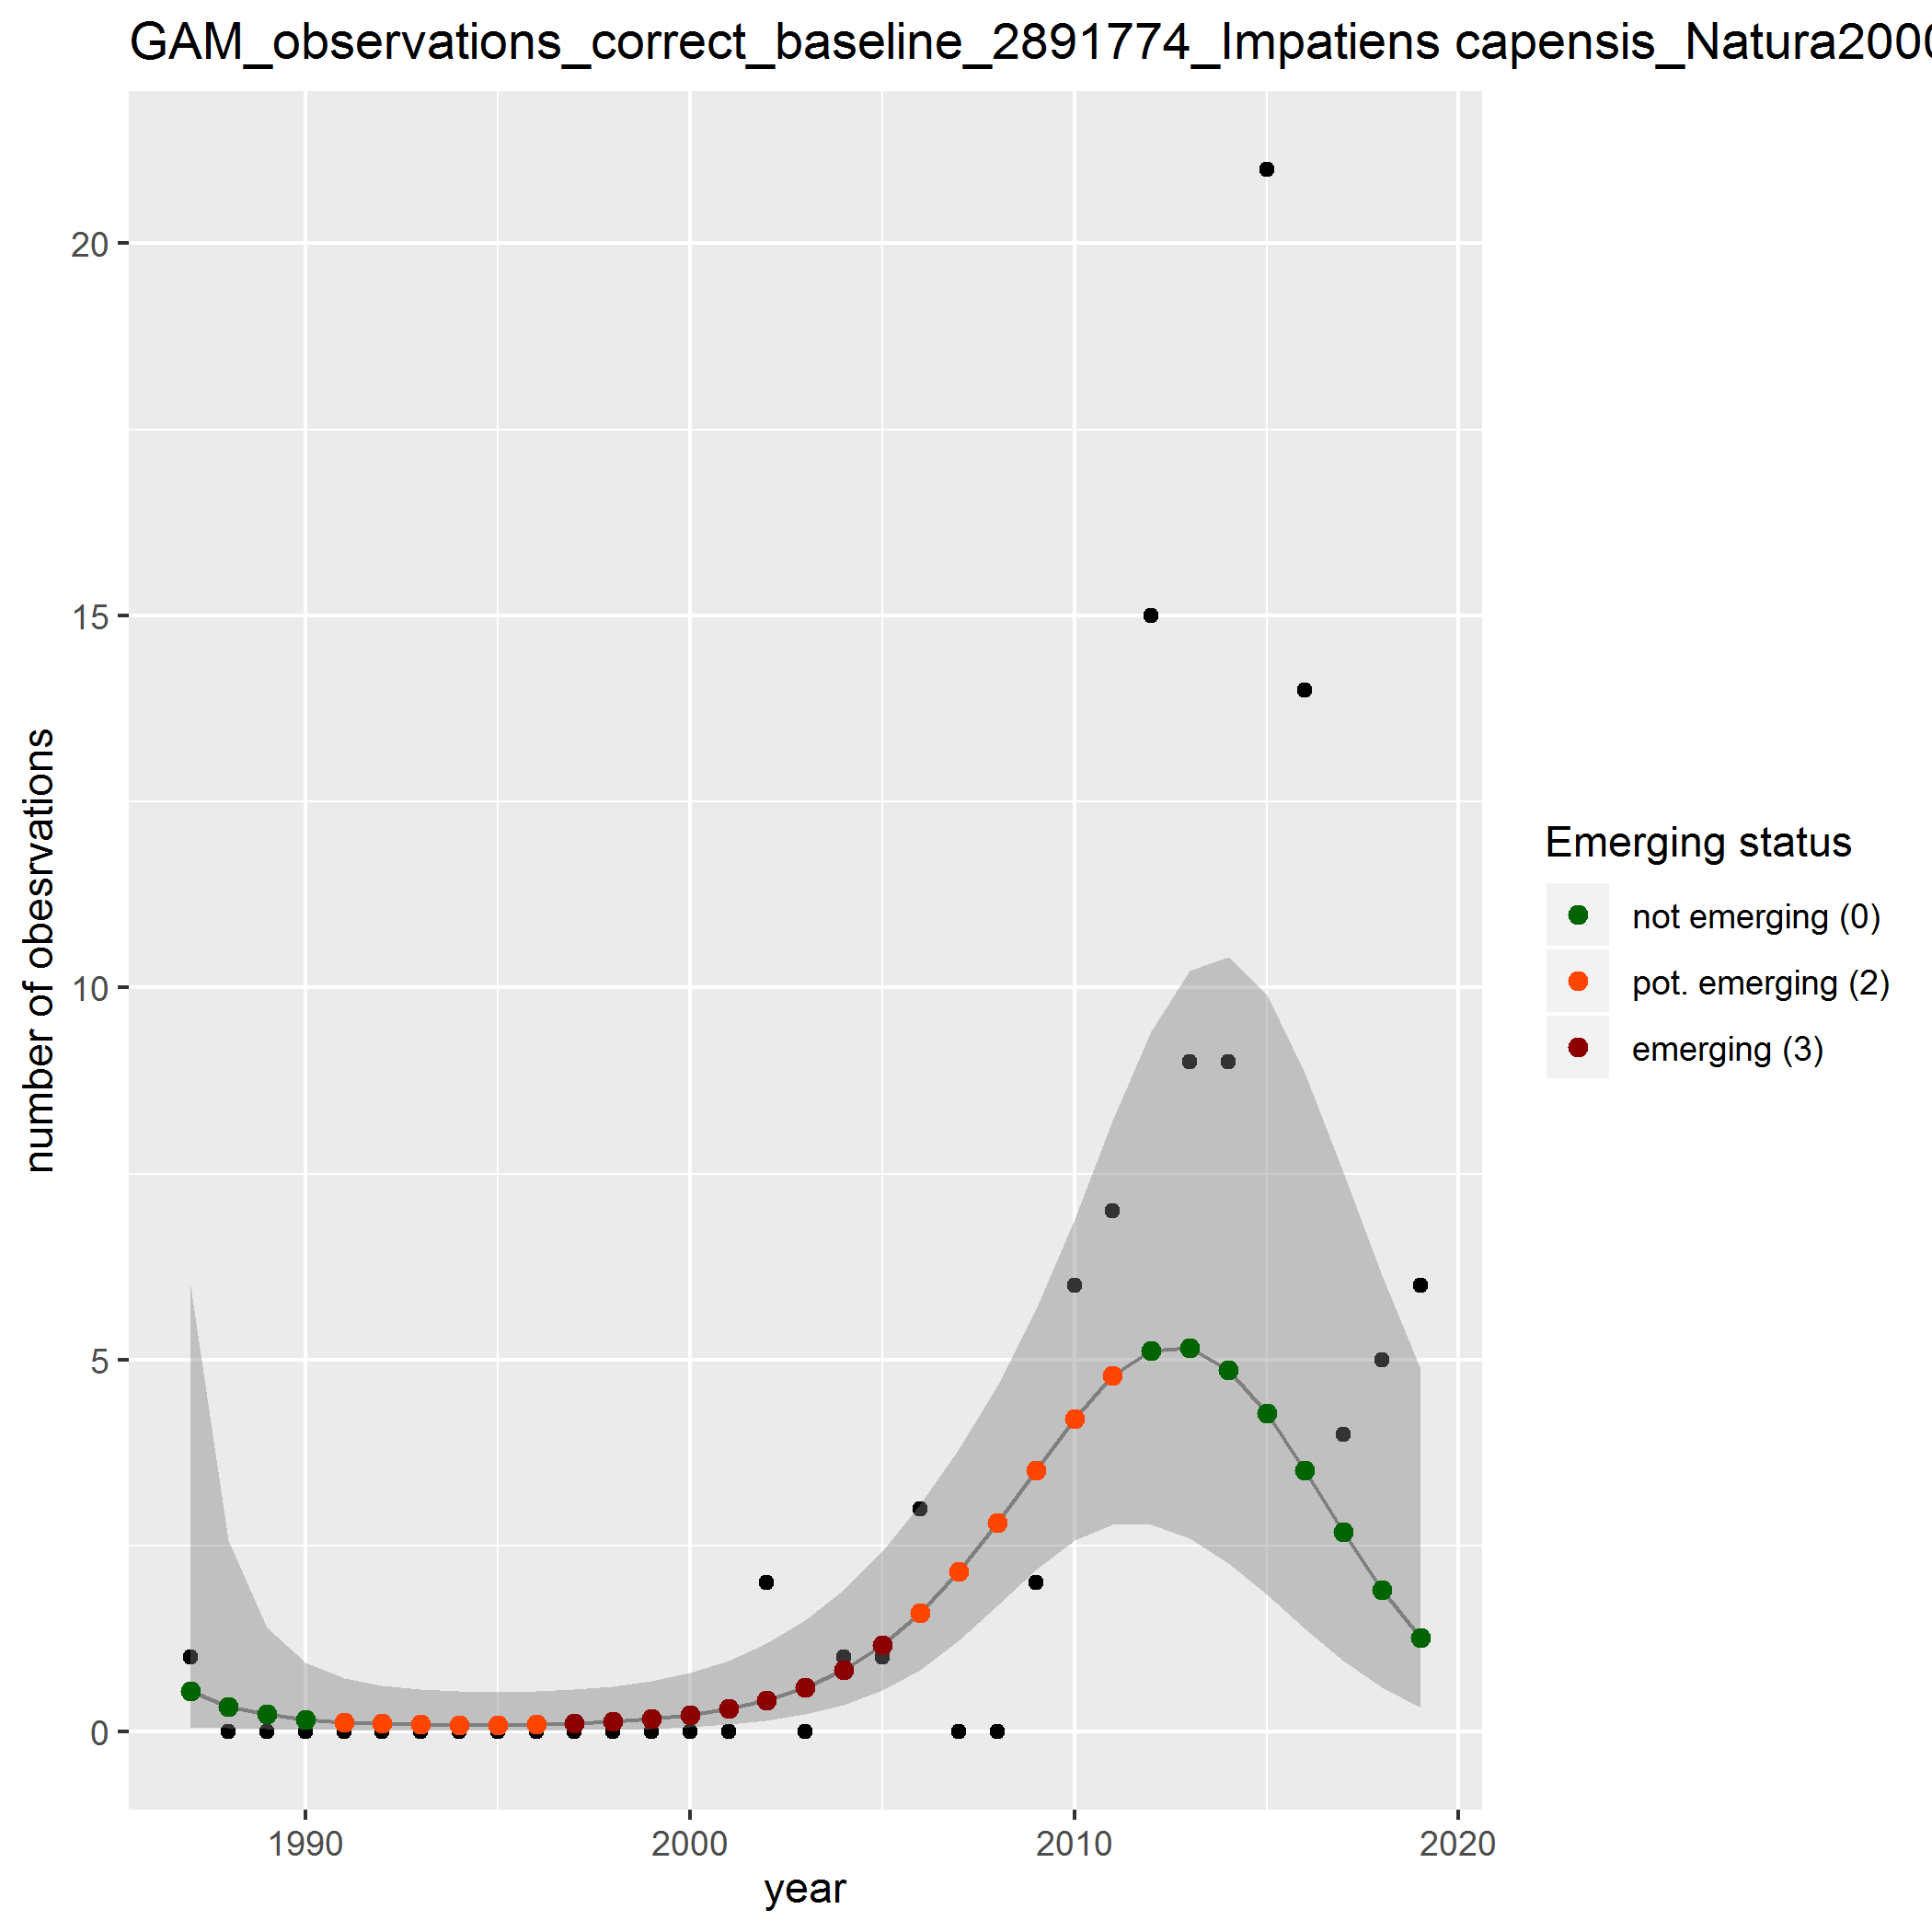 GAM_observations_correct_baseline_2891774_Impatiens capensis_Natura2000
number of obesrvations
20
15
10
5
0
1990
2000
2010
2020
year
Emerging status
not emerging (0)
pot. emerging (2)
emerging (3)